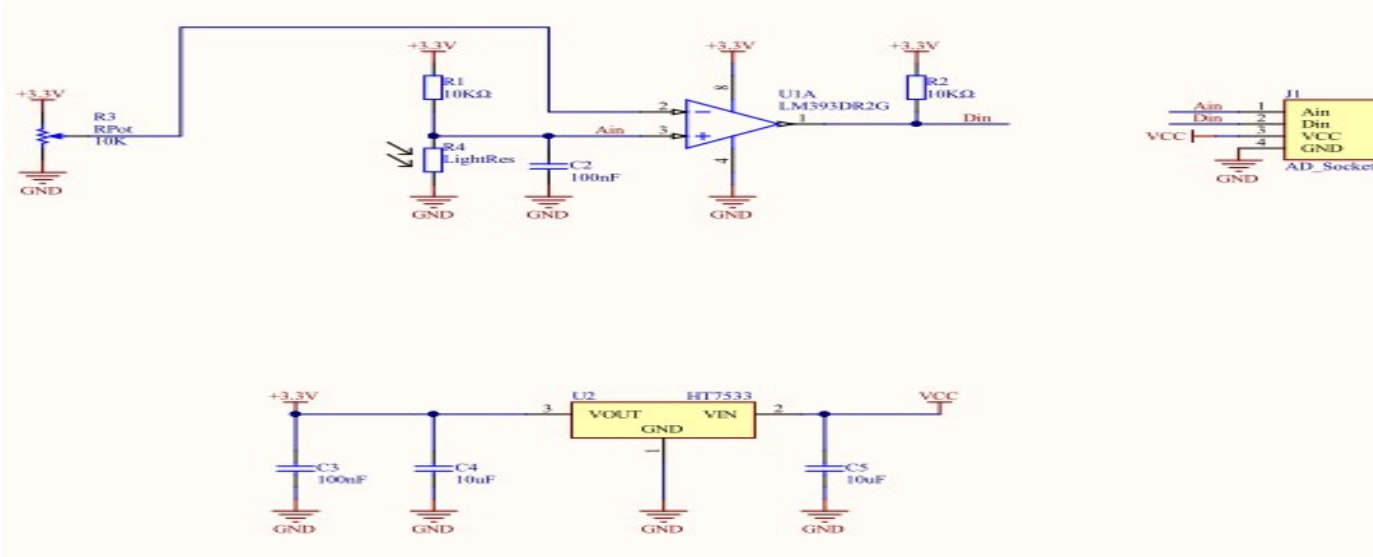 +3.3V
R3
RPot
10K
GND
+3.3V
R1
10KΩ
Ain
R4
LightRes
C2
100nF
GND
GND
+3.3V
8
2
3
U1A
LM393DR2G
1
4
GND
+3.3V
R2
10KΩ
Din
J1
Ain 1 Ain
Din 2 Din
VCC 3 VCC
4 GND
GND
AD_Socket
+3.3V
C3
100nF
GND
C4
10uF
GND
U2 HT7533
3 VOUT VIN 2
GND
1
GND
VCC
C5
10uF
GND